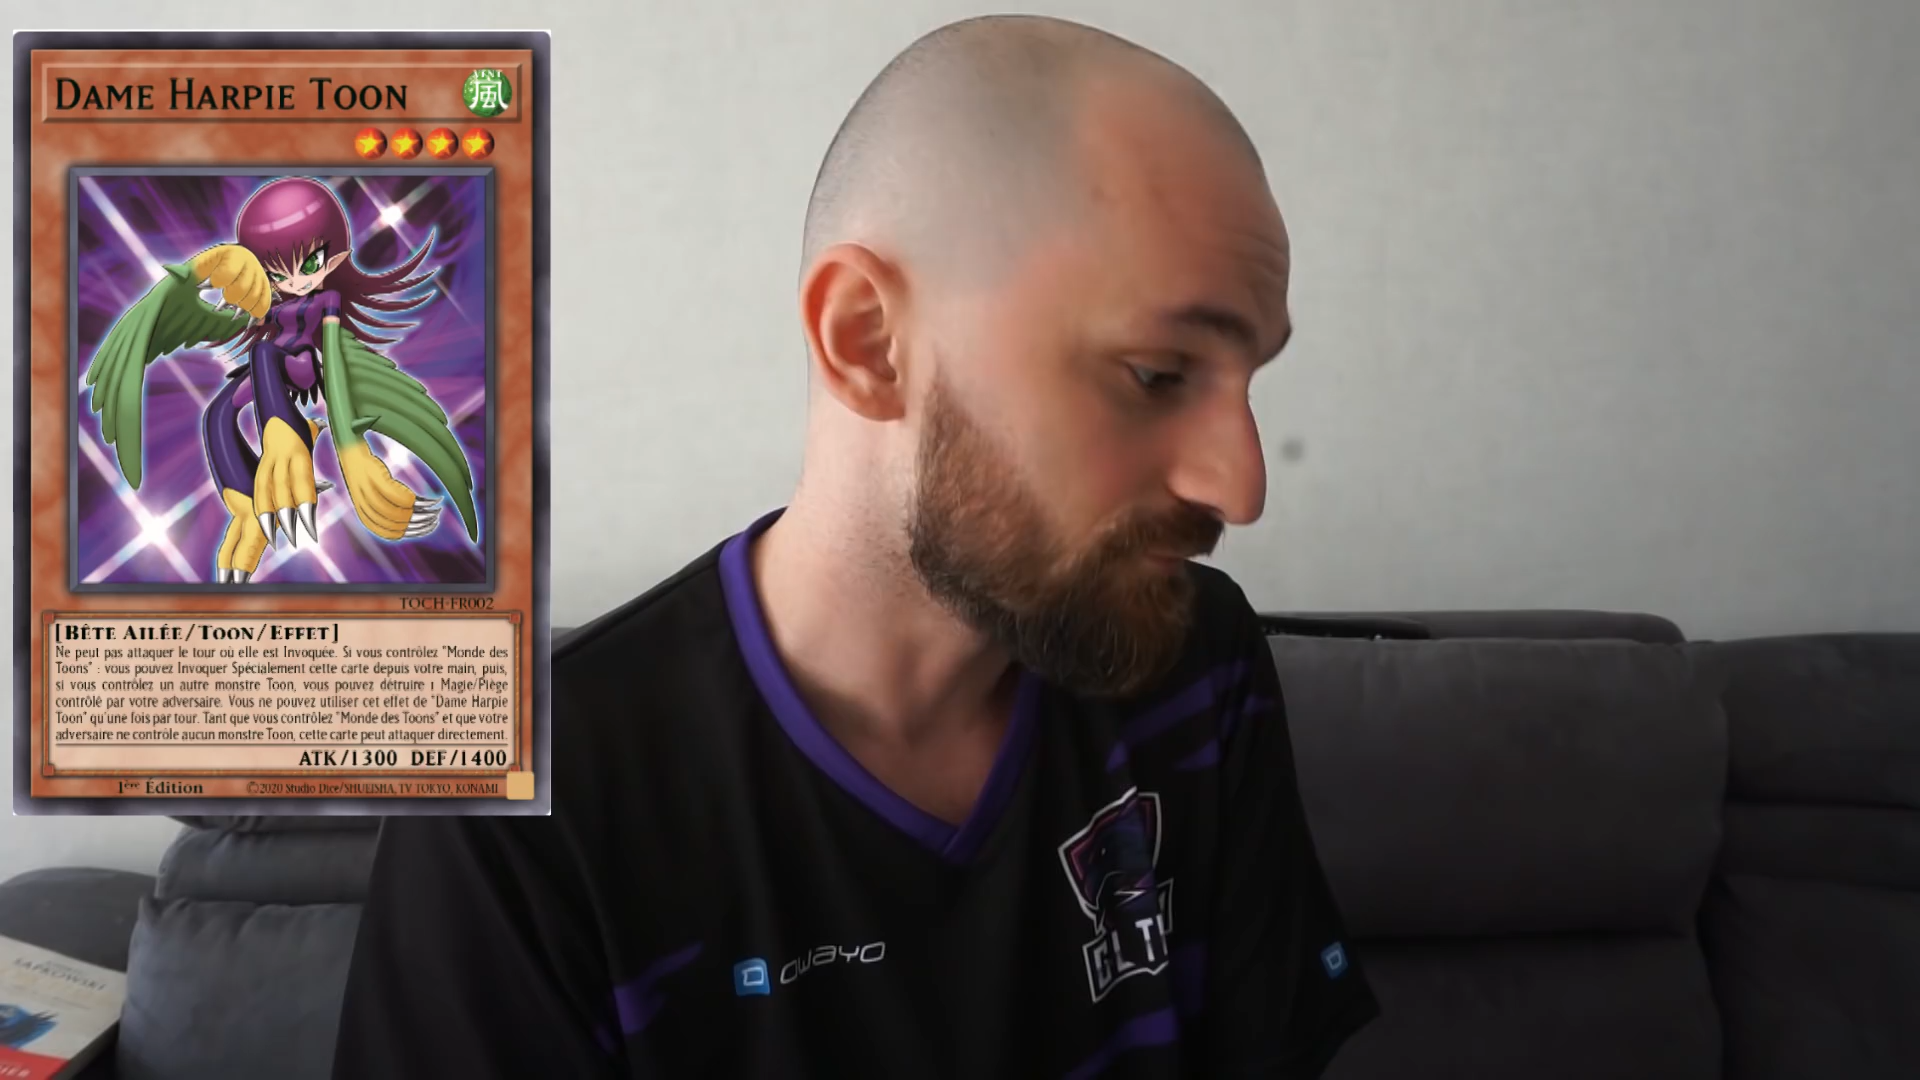 DAME HARPIE TOON
VENT
風
TOCH-FR002
[BÊTE AILÉE/TOON/EFFET]
Ne peut pas attaquer le tour où elle est Invoquée. Si vous contrôlez "Monde des
Toons" : vous pouvez Invoquer Spécialement cette carte depuis votre main, puis,
si vous contrôlez un autre monstre Toon, vous pouvez détruire 1 Magie/Piège
contrôlé par votre adversaire. Vous ne pouvez utiliser cet effet de "Dame Harpie
Toon" qu'une fois par tour. Tant que vous contrôlez "Monde des Toons" et que votre
adversaire ne contrôle aucun monstre Toon, cette carte peut attaquer directement.
ATK/1300 DEF/1400
1ère Édition
©2020 Studio Dice/SHUEISHA, TV TOKYO, KONAMI
owayo
SAPKOWSKI